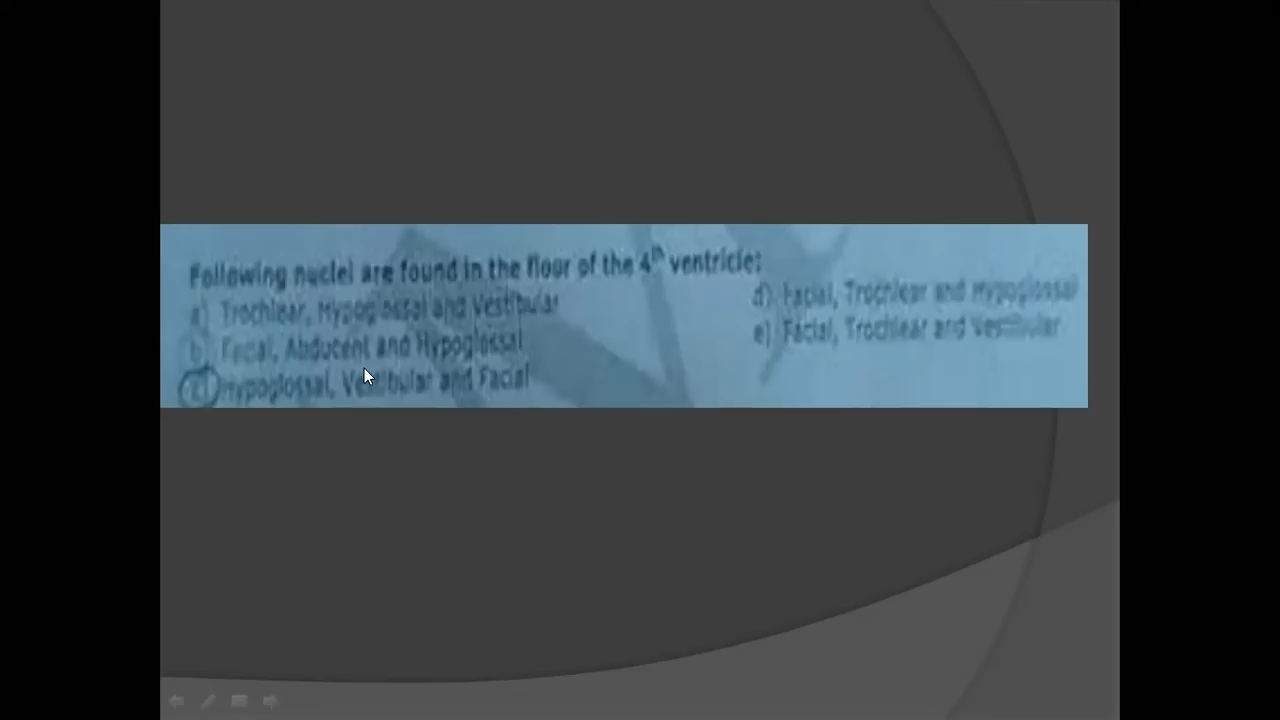 Following nuclei are found in the floor of the 4th ventricle:
a) Trochlear, Hypoglossal and Vestibular
b) Facial, Abducent and Hypoglossal
c) Hypoglossal, Vestibular and Facial
d) Facial, Trochlear and Hypoglossal
e) Facial, Trochlear and Vestibular